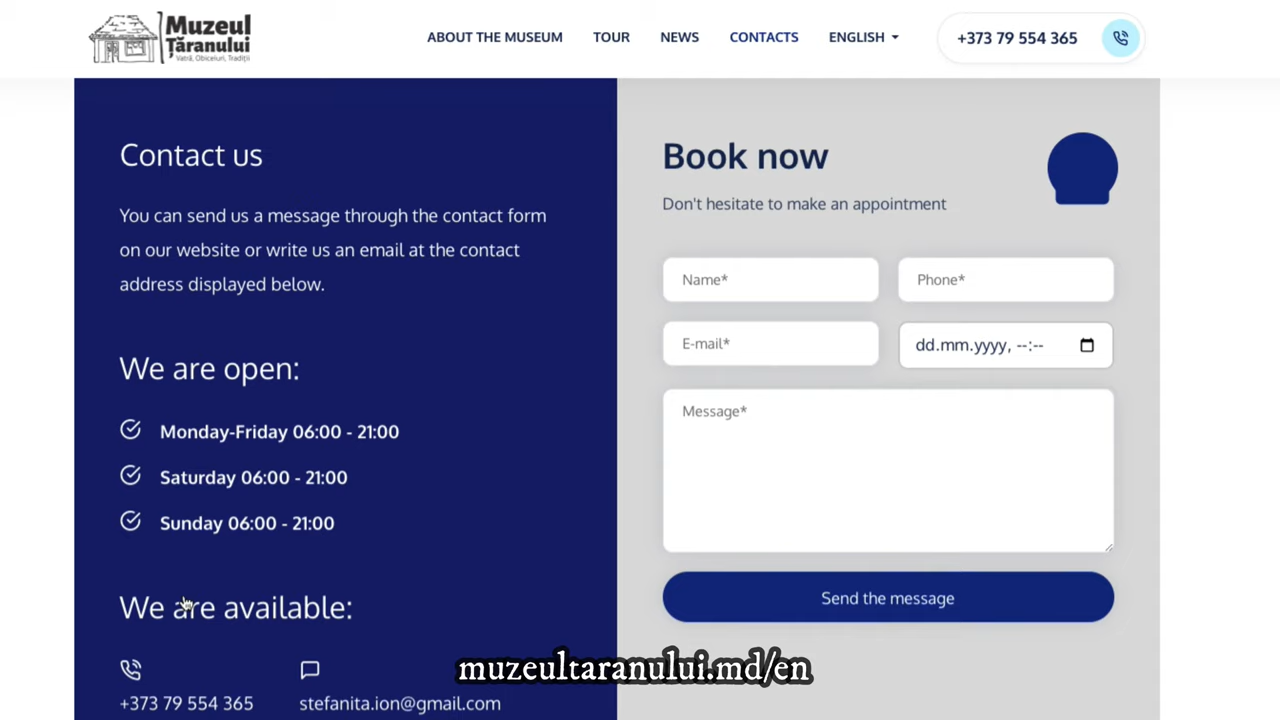 Muzeul
Țăranului
Vatră, Obiceiuri, Tradiții
ABOUT THE MUSEUM
TOUR
NEWS
CONTACTS
ENGLISH
+373 79 554 365
Contact us
You can send us a message through the contact form
on our website or write us an email at the contact
address displayed below.
We are open:
Monday-Friday 06:00 - 21:00
Saturday 06:00 - 21:00
Sunday 06:00 - 21:00
We are available:
+373 79 554 365
stefanita.ion@gmail.com
Book now
Don't hesitate to make an appointment
Name*
Phone*
E-mail*
dd.mm.yyyy, --:--
Message*
Send the message
muzeultaranului.md/en